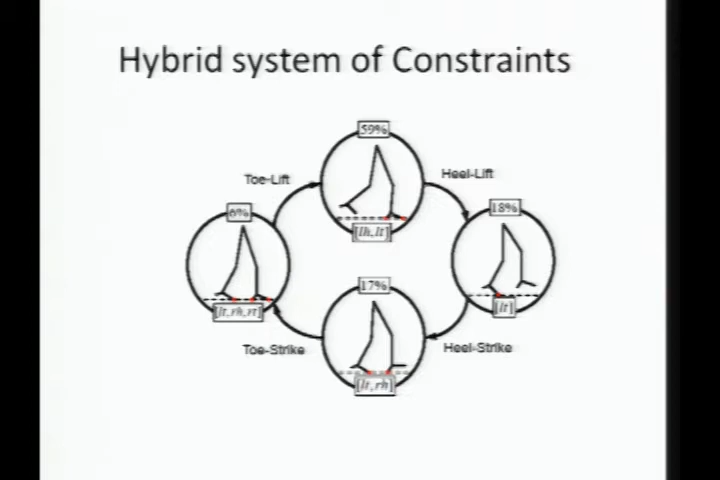 Hybrid system of Constraints
59%
Toe-Lift
Heel-Lift
6%
18%
[lh, lt]
17%
[lt, rh, rt]
[lt]
Toe-Strike
Heel-Strike
[lt, rh]